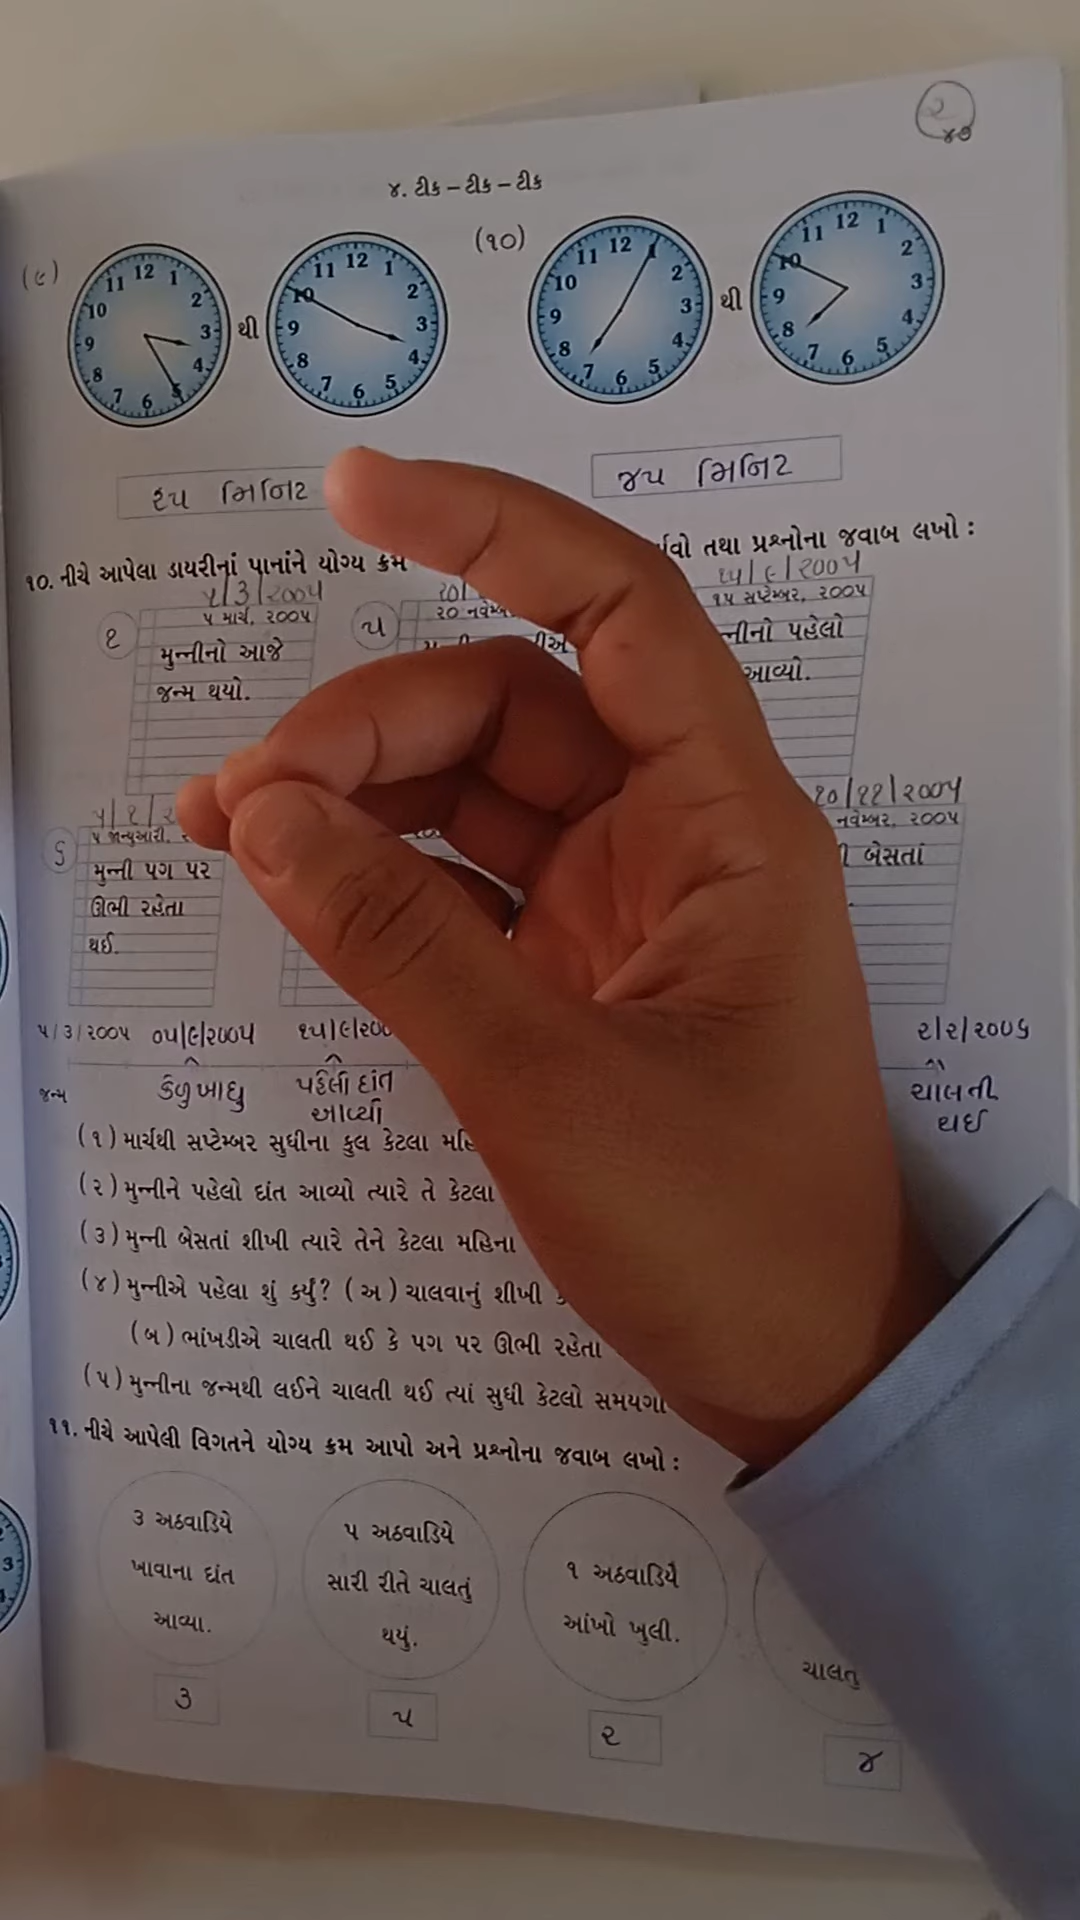 ૪. ટીક – ટીક – ટીક
(૯)
થી
(૧૦)
થી
૨૫ મિનિટ
૪૫ મિનિટ
૧૦. નીચે આપેલા ડાયરીનાં પાનાંને યોગ્ય ક્રમ
તથા પ્રશ્નોના જવાબ લખો :
૫/3/૨૦૦૫
૧૫/૯/૨૦૦૫
૧
૫ માર્ચ, ૨૦૦૫
૫
૨૦
૧૫ સપ્ટેમ્બર, ૨૦૦૫
મુન્નીનો આજે
પહેલો
જન્મ થયો.
આવ્યો.
૨૦/૧૧/૨૦૦૫
૫ જાન્યુઆરી,
નવેમ્બર, ૨૦૦૫
૬
મુન્ની પગ પર
બેસતાં
ઊભી રહેતા
થઈ.
૫/૩/૨૦૦૫ ૦૫/૯/૨૦૦૫
૨/૨/૨૦૦૬
જન્મ
કેળુ ખાધુ
પહેલી દાંત
આવ્યી
ચાલતી
થઈ
(૧) માર્ચથી સપ્ટેમ્બર સુધીના કુલ કેટલા
(૨) મુન્નીને પહેલો દાંત આવ્યો ત્યારે તે કેટલા
(૩) મુન્ની બેસતાં શીખી ત્યારે તેને કેટલા મહિના
(૪) મુન્નીએ પહેલા શું કર્યું? (અ) ચાલવાનું શીખી
(બ) ભાંખડીએ ચાલતી થઈ કે પગ પર ઊભી રહેતા
(૫) મુન્નીના જન્મથી લઈને ચાલતી થઈ ત્યાં સુધી કેટલો સમયગા
૧૧. નીચે આપેલી વિગતને યોગ્ય ક્રમ આપો અને પ્રશ્નોના જવાબ લખો :
૩ અઠવાડિયે
ખાવાના દાંત
આવ્યા.
૫ અઠવાડિયે
સારી રીતે ચાલતું
થયું.
૧ અઠવાડિયૈ
આંખો ખુલી.
ચાલતુ
૩
૫
૨
૪